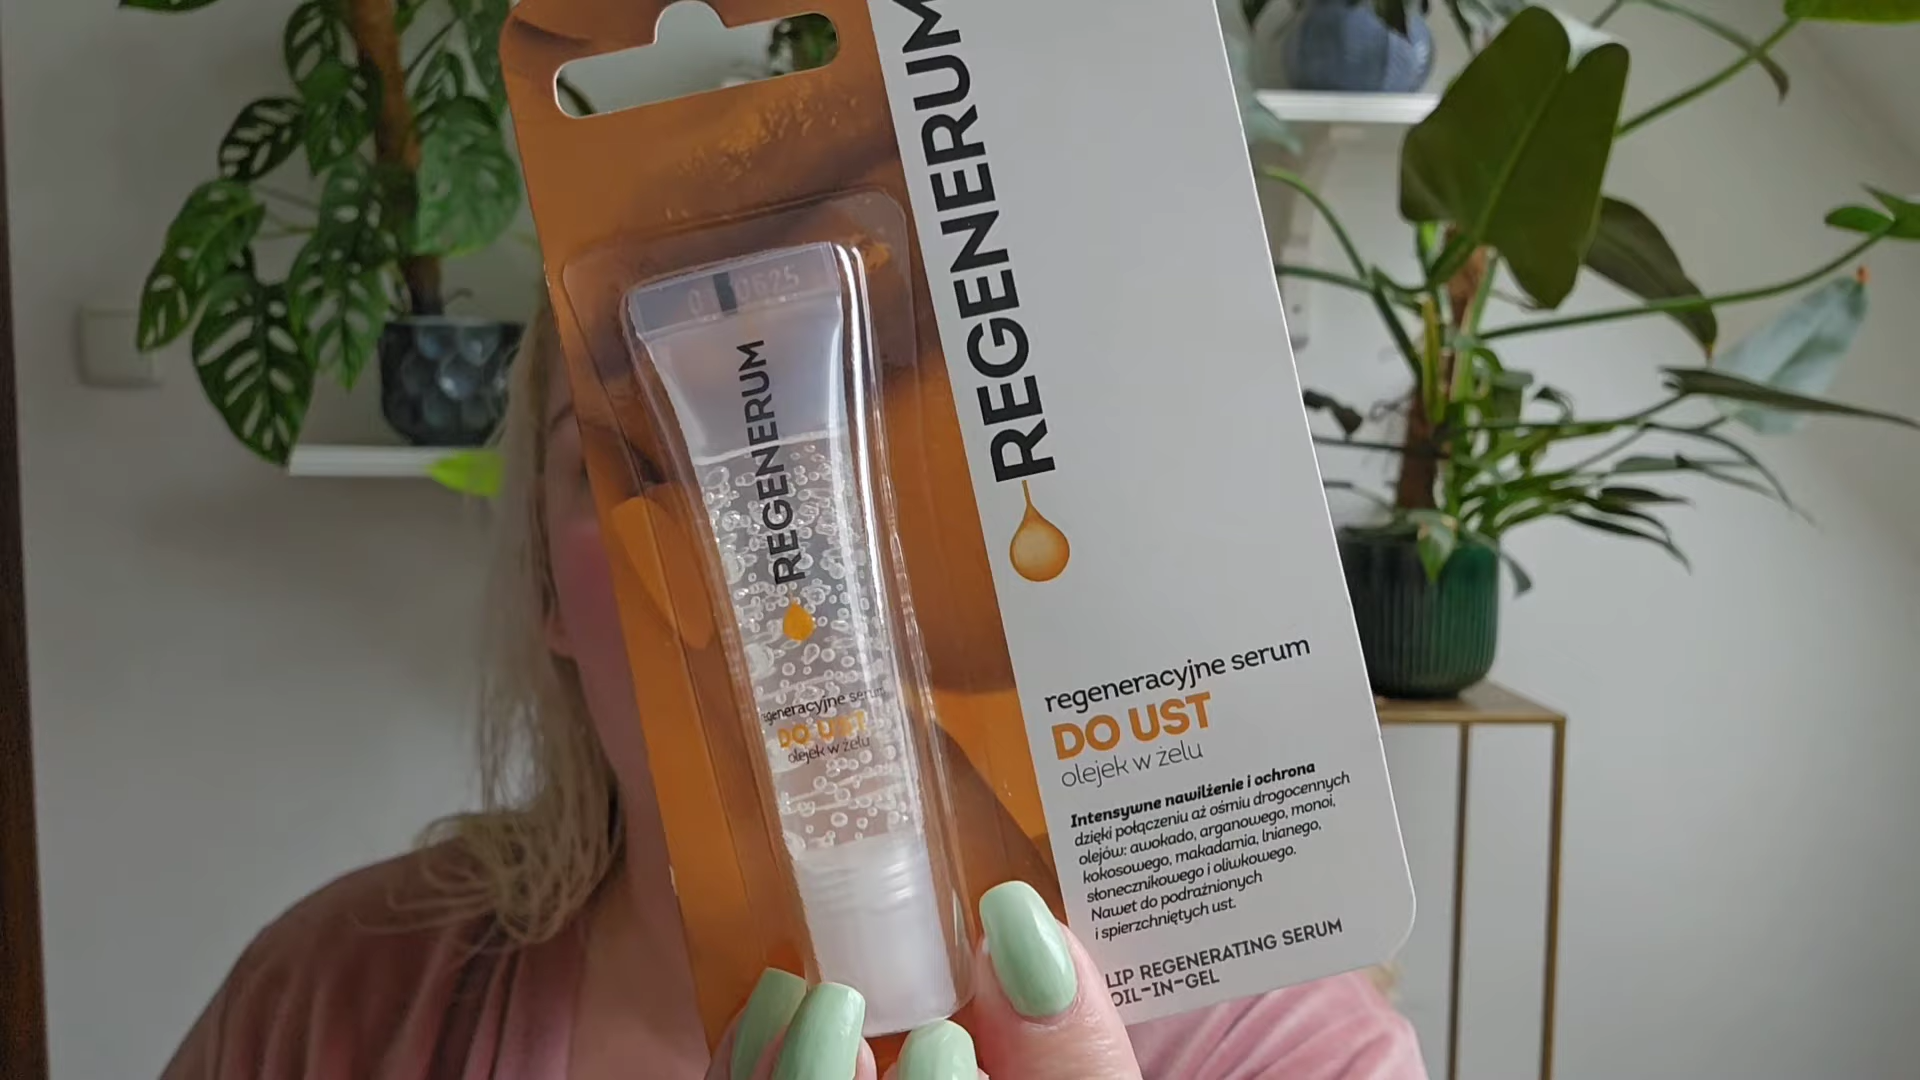 REGENERUM
regeneracyjne serum
DO UST
olejek w żelu
Intensywne nawilżenie i ochrona
dzięki połączeniu aż ośmiu drogocennych
olejów: awokado, arganowego, monoi,
kokosowego, makadamia, lnianego,
słonecznikowego i oliwkowego.
Nawet do podrażnionych
i spierzchniętych ust.
LIP REGENERATING SERUM
OIL-IN-GEL
0625
REGENERUM
regeneracyjne serum
DO UST
olejek w żelu